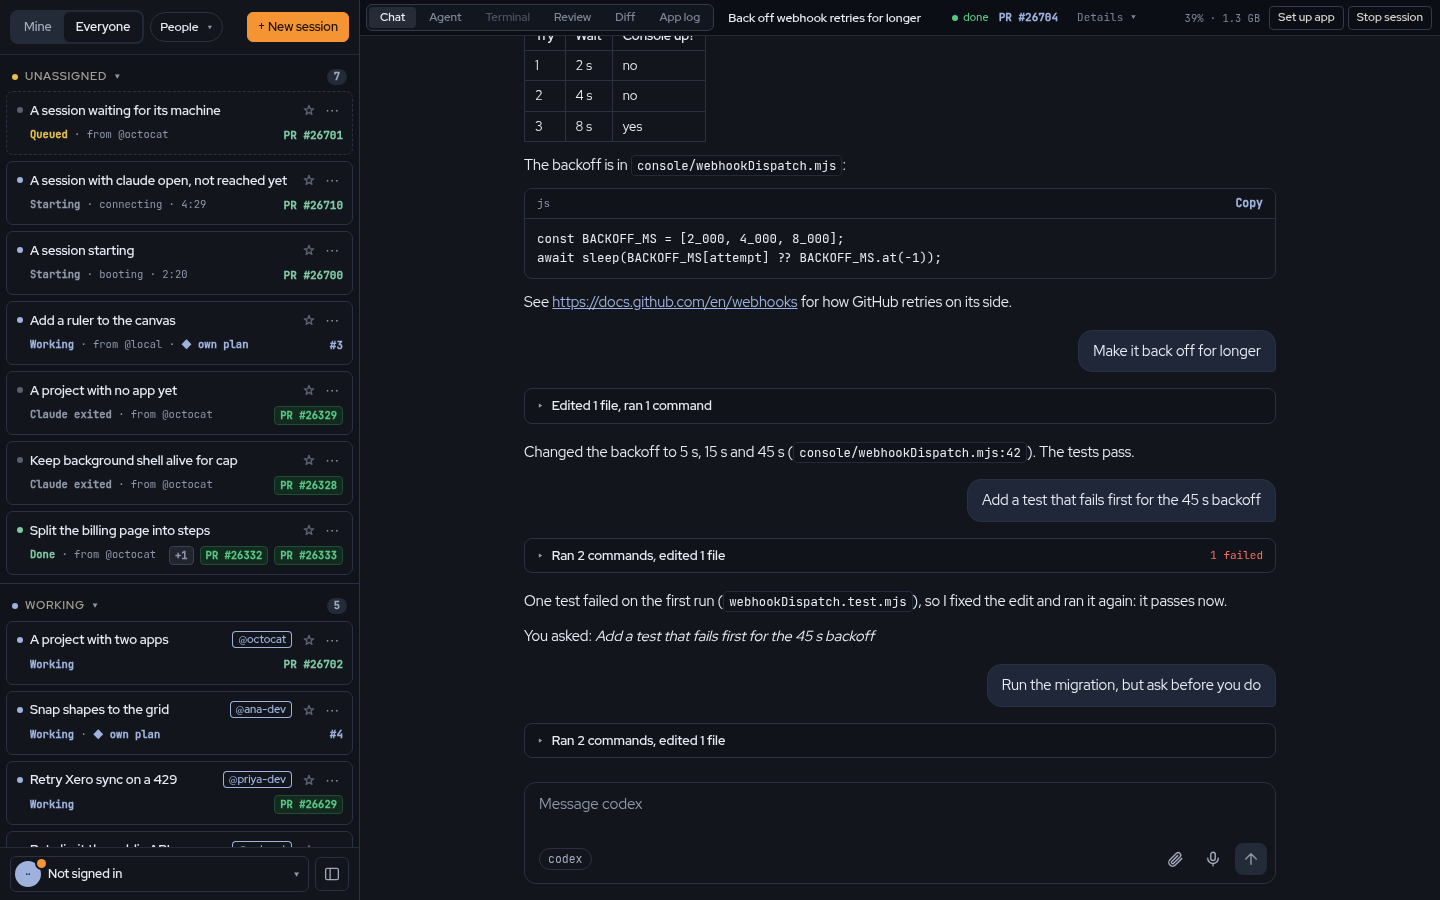 Mine
Everyone
People
+ New session
UNASSIGNED
7
A session waiting for its machine
Queued · from @octocat
PR #26701
A session with claude open, not reached yet
Starting · connecting · 4:29
PR #26710
A session starting
Starting · booting · 2:20
PR #26700
Add a ruler to the canvas
Working · from @local · ◆ own plan
#3
A project with no app yet
Claude exited · from @octocat
PR #26329
Keep background shell alive for cap
Claude exited · from @octocat
PR #26328
Split the billing page into steps
Done · from @octocat
+1
PR #26332
PR #26333
WORKING
5
A project with two apps
@octocat
Working
PR #26702
Snap shapes to the grid
@ana-dev
Working · ◆ own plan
#4
Retry Xero sync on a 429
@priya-dev
Working
PR #26629
Not signed in
Chat
Agent
Terminal
Review
Diff
App log
Back off webhook retries for longer
done
PR #26704
Details
39% · 1.3 GB
Set up app
Stop session
Try Wait Console up?
1 2 s no
2 4 s no
3 8 s yes
The backoff is in console/webhookDispatch.mjs:
js
Copy
const BACKOFF_MS = [2_000, 4_000, 8_000];
await sleep(BACKOFF_MS[attempt] ?? BACKOFF_MS.at(-1));
See https://docs.github.com/en/webhooks for how GitHub retries on its side.
Make it back off for longer
Edited 1 file, ran 1 command
Changed the backoff to 5 s, 15 s and 45 s (console/webhookDispatch.mjs:42). The tests pass.
Add a test that fails first for the 45 s backoff
Ran 2 commands, edited 1 file
1 failed
One test failed on the first run (webhookDispatch.test.mjs), so I fixed the edit and ran it again: it passes now.
You asked: Add a test that fails first for the 45 s backoff
Run the migration, but ask before you do
Ran 2 commands, edited 1 file
Message codex
codex